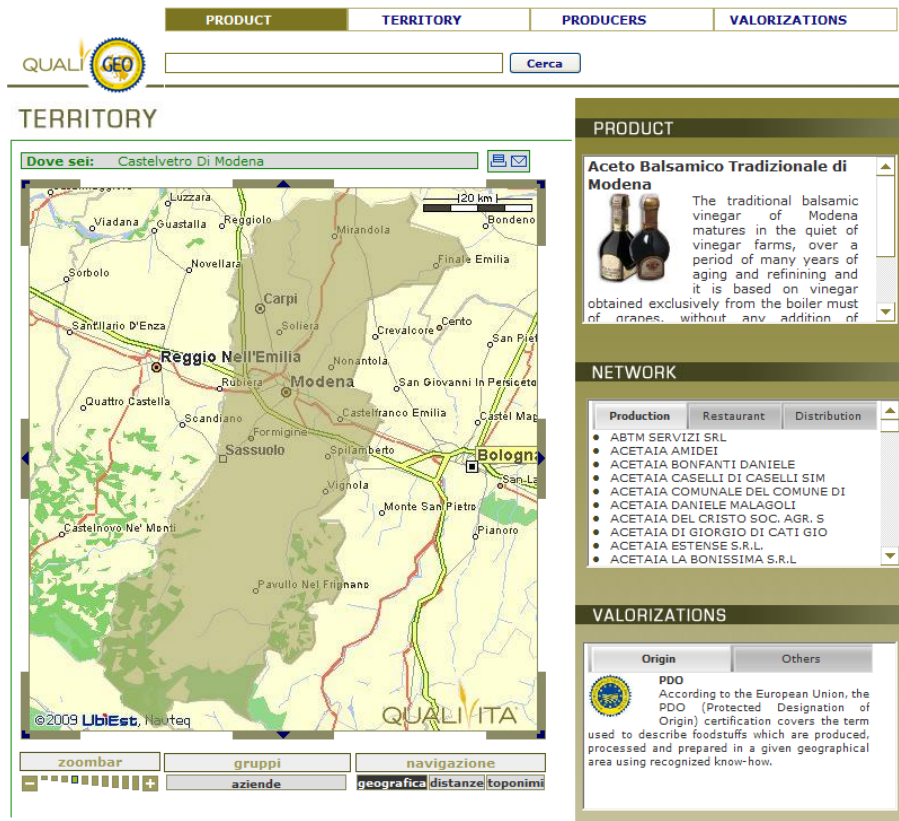 PRODUCT
TERRITORY
PRODUCERS
VALORIZATIONS
QUALI GEO
Cerca
TERRITORY
Dove sei: Castelvetro Di Modena
20 km
Luzzara
Viadana
Guastalla
Reggiolo
Bondeno
Mirandola
Novellara
Finale Emilia
Sorbolo
Carpi
Sant'Ilario D'Enza
Soliera
Crevalcore
Cento
San Piet
Reggio Nell'Emilia
Nonantola
Rubiera
Modena
San Giovanni In Persiceto
Quattro Castella
Scandiano
Castelfranco Emilia
Castel Mag
Formigine
Sassuolo
Spilamberto
Bologna
San La
Vignola
Monte San Pietro
Castelnovo Ne' Monti
Pianoro
Pavullo Nel Frignano
©2009 UbiEst, Navteq
QUALIVITA
zoombar
gruppi
navigazione
aziende
geografica distanze toponimi
PRODUCT
Aceto Balsamico Tradizionale di
Modena
The traditional balsamic
vinegar of Modena
matures in the quiet of
vinegar farms, over a
period of many years of
aging and refinining and
it is based on vinegar
obtained exclusively from the boiler must
of grapes, without any addition of
NETWORK
Production Restaurant Distribution
ABTM SERVIZI SRL
ACETAIA AMIDEI
ACETAIA BONFANTI DANIELE
ACETAIA CASELLI DI CASELLI SIM
ACETAIA COMUNALE DEL COMUNE DI
ACETAIA DANIELE MALAGOLI
ACETAIA DEL CRISTO SOC. AGR. S
ACETAIA DI GIORGIO DI CATI GIO
ACETAIA ESTENSE S.R.L.
ACETAIA LA BONISSIMA S.R.L
VALORIZATIONS
Origin Others
PDO
According to the European Union, the
PDO (Protected Designation of
Origin) certification covers the term
used to describe foodstuffs which are produced,
processed and prepared in a given geographical
area using recognized know-how.